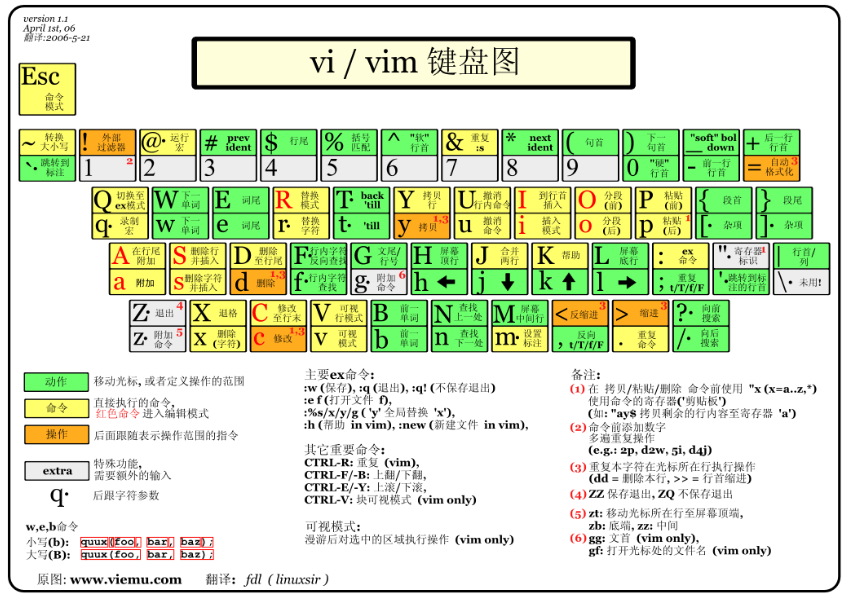 version 1.1
April 1st, 06
翻译:2006-5-21
vi / vim 键盘图
Esc
命令
模式
~ 转换大小写
! 外部过滤器
@· 运行宏
# prev ident
$ 行尾
% 括号匹配
^ "软"行首
& 重复 :s
* next ident
( 句首
) 下一句首
"soft" bol
__ down
+ 后一行行首
`· 跳转到标注
1 2
2
3
4
5
6
7
8
9
0 "硬"行首
- 前一行行首
= 自动格式化 3
Q 切换至ex模式
W 下一单词
E 词尾
R 替换模式
T· back 'till
Y 拷贝行
U 撤消行内命令
I 到行首插入
O 分段(前)
P 粘贴(前)
{ 段首
} 段尾
q· 录制宏
w 下一单词
e 词尾
r· 替换字符
t· 'till
y 拷贝 1,3
u 撤消命令
i 插入模式
o 分段(后)
p 粘贴(后) 1
[· 杂项
]· 杂项
A 在行尾附加
S 删除行并插入
D 删除至行尾
F· 行内字符反向查找
G 文尾/行号
H 屏幕顶行
J 合并两行
K 帮助
L 屏幕底行
: ex命令
"· 寄存器标识 1
| 行首/列
a 附加
s 删除字符并插入
d 删除 1,3
f· 行内字符查找
g· 附加命令 6
h ←
j ↓
k ↑
l →
; 重复 t/T/f/F
'· 跳转到标注的行首
\· 未用!
Z· 退出 4
X 退格
C 修改至行末
V 可视行模式
B 前一单词
N 查找上一处
M 屏幕中间行
< 反缩进 3
> 缩进 3
?· 向前搜索
z· 附加命令 5
x 删除(字符)
c 修改 1,3
v 可视模式
b 前一单词
n 查找下一处
m· 设置标注
, 反向 t/T/f/F
. 重复命令
/· 向后搜索
动作 移动光标, 或者定义操作的范围
命令 直接执行的命令,
红色命令 进入编辑模式
操作 后面跟随表示操作范围的指令
extra 特殊功能,
需要额外的输入
q· 后跟字符参数
w,e,b命令
小写(b): quux(foo, bar, baz);
大写(B): quux(foo, bar, baz);
原图: www.viemu.com 翻译: fdl ( linuxsir )
主要ex命令:
:w (保存), :q (退出), :q! (不保存退出)
:e f (打开文件 f),
:%s/x/y/g ( 'y' 全局替换 'x'),
:h (帮助 in vim), :new (新建文件 in vim),
其它重要命令:
CTRL-R: 重复 (vim),
CTRL-F/-B: 上翻/下翻,
CTRL-E/-Y: 上滚/下滚,
CTRL-V: 块可视模式 (vim only)
可视模式:
漫游后对选中的区域执行操作 (vim only)
备注:
(1) 在 拷贝/粘贴/删除 命令前使用 "x (x=a..z,*)
使用命令的寄存器('剪贴板')
(如: "ay$ 拷贝剩余的行内容至寄存器 'a')
(2) 命令前添加数字
多遍重复操作
(e.g.: 2p, d2w, 5i, d4j)
(3) 重复本字符在光标所在行执行操作
(dd = 删除本行, >> = 行首缩进)
(4) ZZ 保存退出, ZQ 不保存退出
(5) zt: 移动光标所在行至屏幕顶端,
zb: 底端, zz: 中间
(6) gg: 文首 (vim only),
gf: 打开光标处的文件名 (vim only)